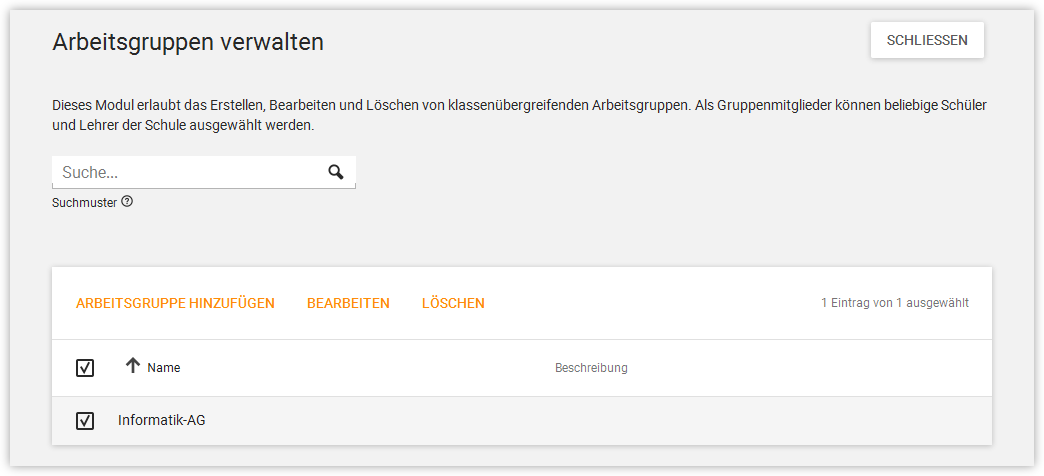 Arbeitsgruppen verwalten
SCHLIESSEN
Dieses Modul erlaubt das Erstellen, Bearbeiten und Löschen von klassenübergreifenden Arbeitsgruppen. Als Gruppenmitglieder können beliebige Schüler
und Lehrer der Schule ausgewählt werden.
Suche...
Suchmuster
ARBEITSGRUPPE HINZUFÜGEN BEARBEITEN LÖSCHEN 1 Eintrag von 1 ausgewählt
Name Beschreibung
Informatik-AG